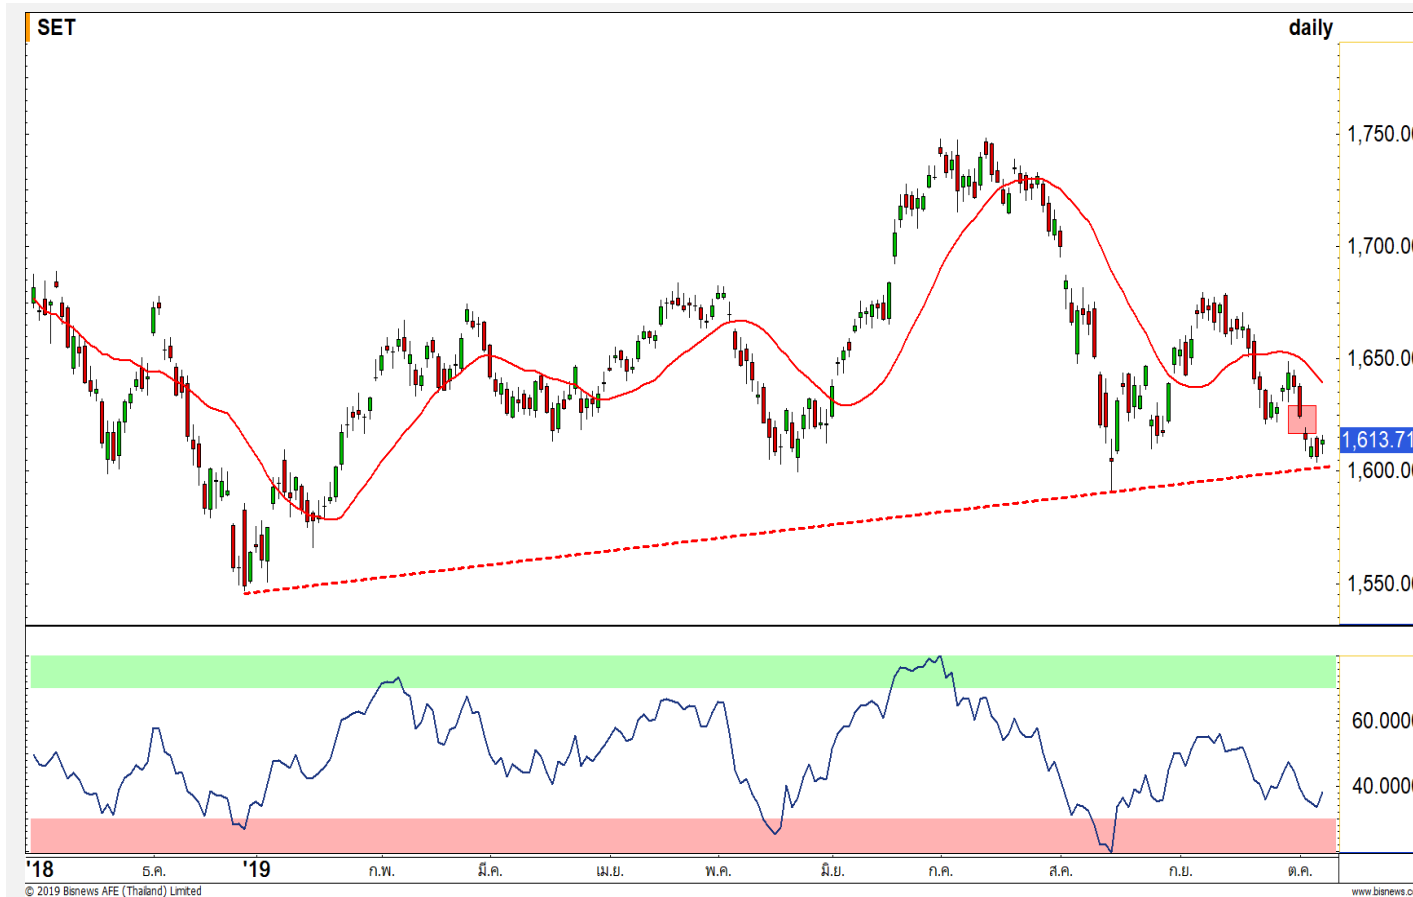 SET
daily
1,750.00
1,700.00
1,650.00
1,613.71
1,600.00
1,550.00
60.0000
40.0000
'18
ธ.ค.
'19
ก.พ.
มี.ค.
เม.ย.
พ.ค.
มิ.ย.
ก.ค.
ส.ค.
ก.ย.
ต.ค.
© 2019 Bisnews AFE (Thailand) Limited
www.bisnews.c